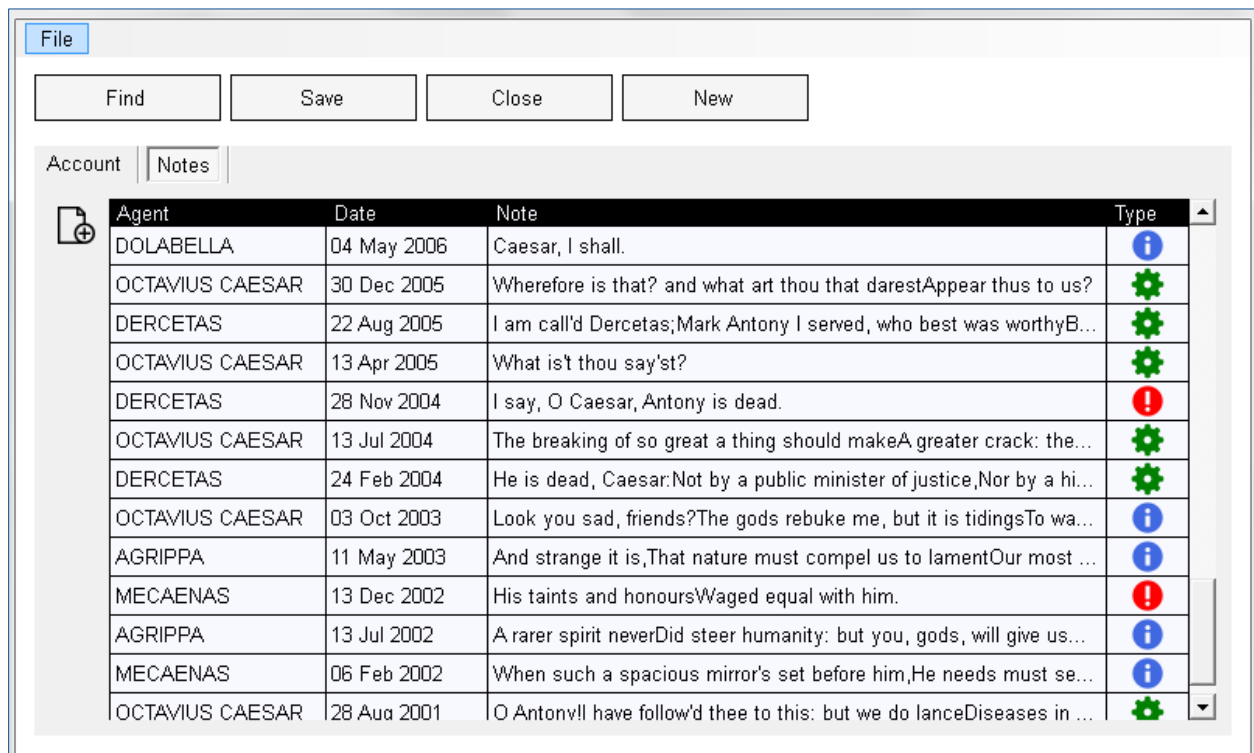 File
Find Save Close New
Account Notes
Agent Date Note Type
DOLABELLA 04 May 2006 Caesar, I shall.
OCTAVIUS CAESAR 30 Dec 2005 Wherefore is that? and what art thou that darestAppear thus to us?
DERCETAS 22 Aug 2005 I am call'd Dercetas;Mark Antony I served, who best was worthyB...
OCTAVIUS CAESAR 13 Apr 2005 What is't thou say'st?
DERCETAS 28 Nov 2004 I say, O Caesar, Antony is dead.
OCTAVIUS CAESAR 13 Jul 2004 The breaking of so great a thing should makeA greater crack: the...
DERCETAS 24 Feb 2004 He is dead, Caesar:Not by a public minister of justice,Nor by a hi...
OCTAVIUS CAESAR 03 Oct 2003 Look you sad, friends?The gods rebuke me, but it is tidingsTo wa...
AGRIPPA 11 May 2003 And strange it is,That nature must compel us to lamentOur most ...
MECAENAS 13 Dec 2002 His taints and honoursWaged equal with him.
AGRIPPA 13 Jul 2002 A rarer spirit neverDid steer humanity: but you, gods, will give us...
MECAENAS 06 Feb 2002 When such a spacious mirror's set before him,He needs must se...
OCTAVIUS CAESAR 28 Aug 2001 O Antony!I have follow'd thee to this: but we do lanceDiseases in ...